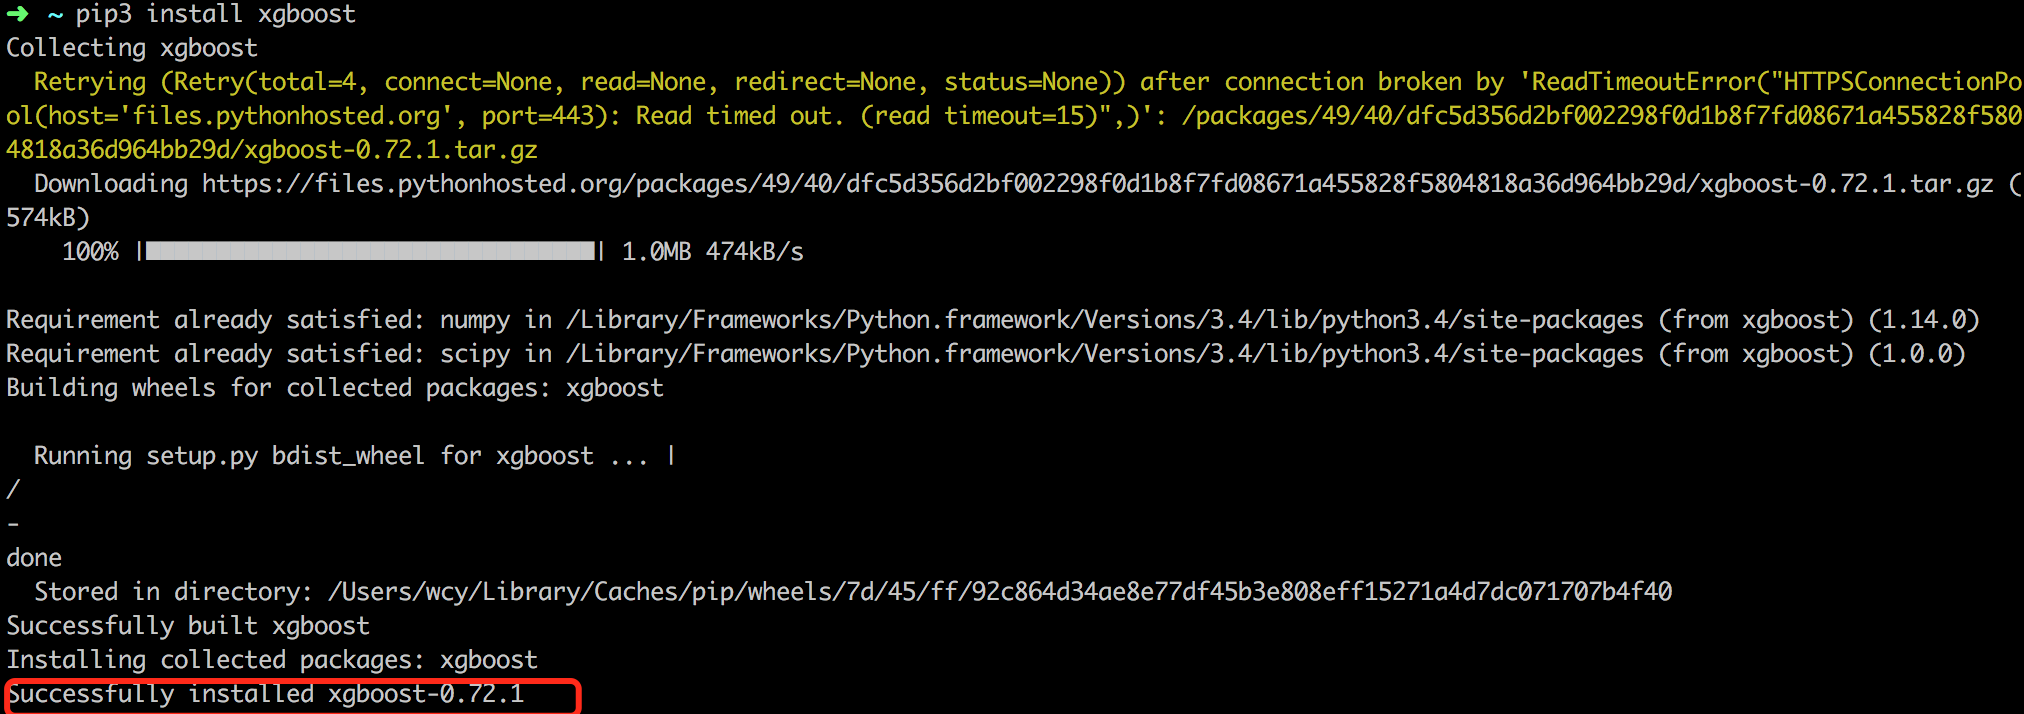 ➜ ~ pip3 install xgboost
Collecting xgboost
  Retrying (Retry(total=4, connect=None, read=None, redirect=None, status=None)) after connection broken by 'ReadTimeoutError("HTTPSConnectionPo
ol(host='files.pythonhosted.org', port=443): Read timed out. (read timeout=15)",)': /packages/49/40/dfc5d356d2bf002298f0d1b8f7fd08671a455828f580
4818a36d964bb29d/xgboost-0.72.1.tar.gz
  Downloading https://files.pythonhosted.org/packages/49/40/dfc5d356d2bf002298f0d1b8f7fd08671a455828f5804818a36d964bb29d/xgboost-0.72.1.tar.gz (
574kB)
    100% |████████████████████████████████| 1.0MB 474kB/s
Requirement already satisfied: numpy in /Library/Frameworks/Python.framework/Versions/3.4/lib/python3.4/site-packages (from xgboost) (1.14.0)
Requirement already satisfied: scipy in /Library/Frameworks/Python.framework/Versions/3.4/lib/python3.4/site-packages (from xgboost) (1.0.0)
Building wheels for collected packages: xgboost
  Running setup.py bdist_wheel for xgboost ... |
/
-
done
  Stored in directory: /Users/wcy/Library/Caches/pip/wheels/7d/45/ff/92c864d34ae8e77df45b3e808eff15271a4d7dc071707b4f40
Successfully built xgboost
Installing collected packages: xgboost
Successfully installed xgboost-0.72.1